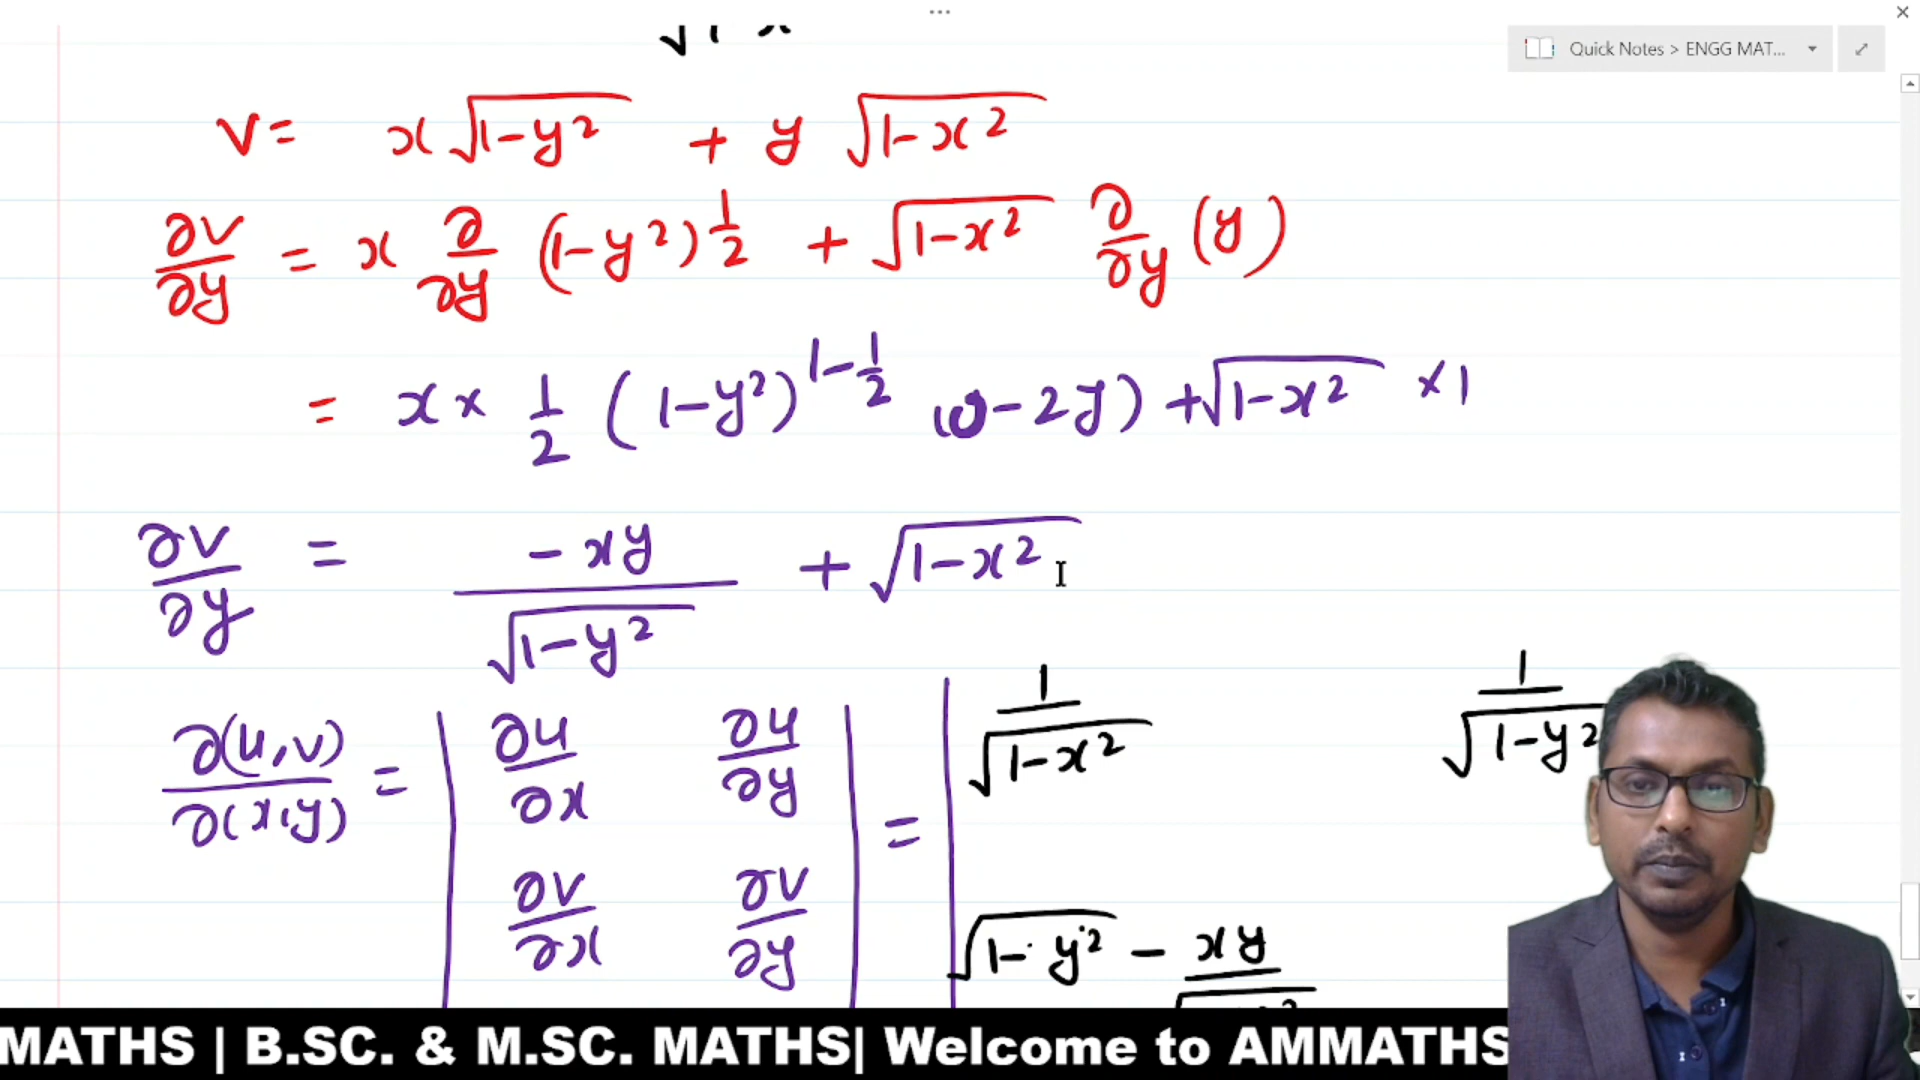 Quick Notes > ENGG MAT...
v = x√(1-y²) + y √(1-x²)
∂v/∂y = x ∂/∂y (1-y²)^(1/2) + √(1-x²) ∂/∂y (y)
= x × 1/2 (1-y²)^(1-1/2) (0-2y) + √(1-x²) × 1
∂v/∂y = -xy/√(1-y²) + √(1-x²)
∂(u,v)/∂(x,y) = | ∂u/∂x ∂u/∂y | = | 1/√(1-x²) 1/√(1-y²)
| ∂v/∂x ∂v/∂y | | √(1-y²) - xy/
MATHS | B.SC. & M.SC. MATHS| Welcome to AMMATHS